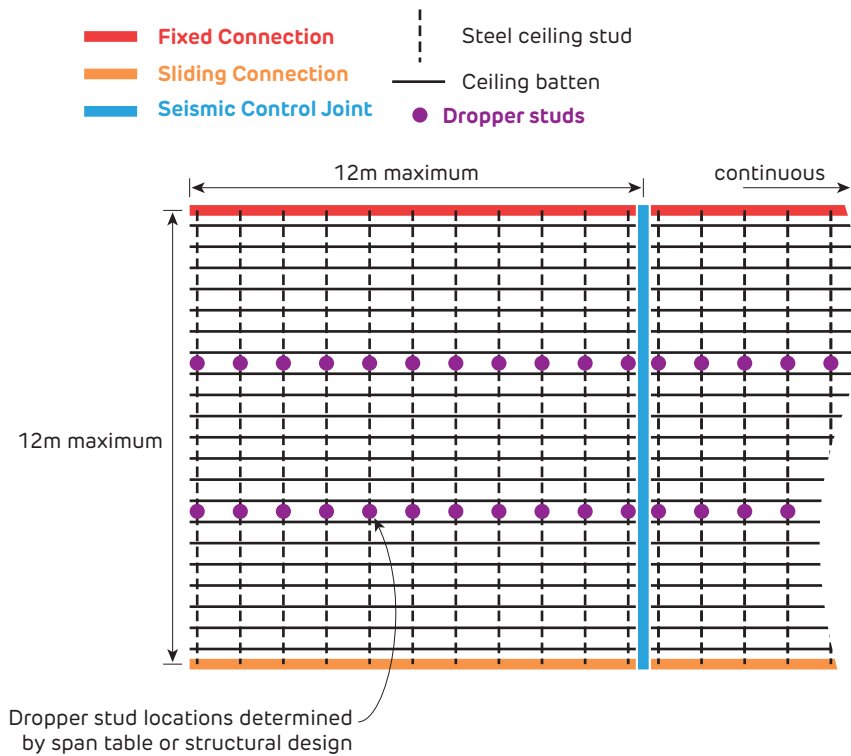 Fixed Connection
Steel ceiling stud
Sliding Connection
Ceiling batten
Seismic Control Joint
Dropper studs
12m maximum
continuous
12m maximum
Dropper stud locations determined
by span table or structural design